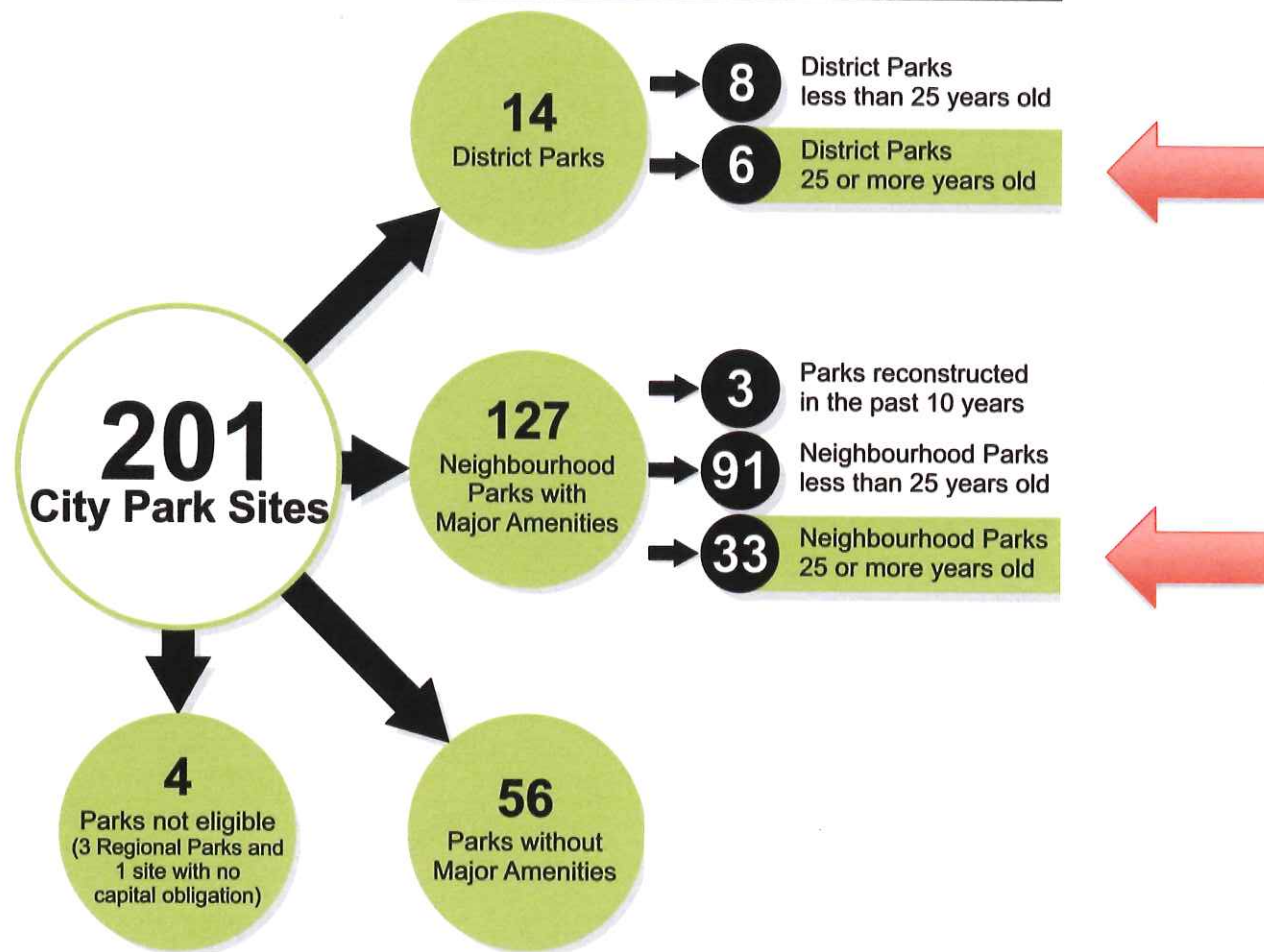 14
District Parks
8
District Parks
less than 25 years old
6
District Parks
25 or more years old
201
City Park Sites
127
Neighbourhood
Parks with
Major Amenities
3
Parks reconstructed
in the past 10 years
91
Neighbourhood Parks
less than 25 years old
33
Neighbourhood Parks
25 or more years old
4
Parks not eligible
(3 Regional Parks and
1 site with no
capital obligation)
56
Parks without
Major Amenities